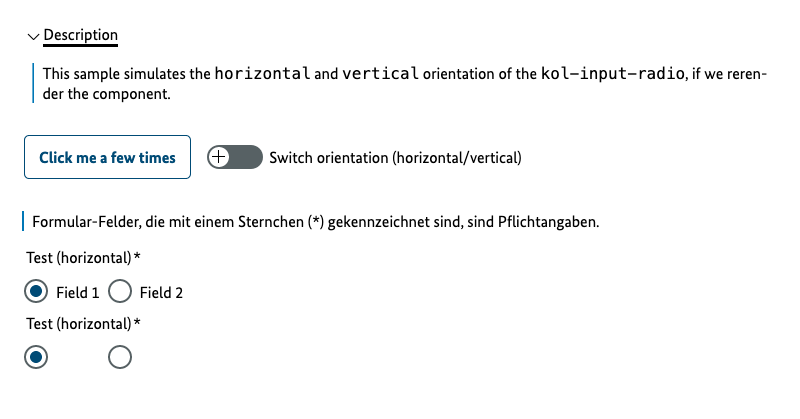 Description
This sample simulates the horizontal and vertical orientation of the kol-input-radio, if we reren-
der the component.
Click me a few times Switch orientation (horizontal/vertical)
Formular-Felder, die mit einem Sternchen (*) gekennzeichnet sind, sind Pflichtangaben.
Test (horizontal)*
Field 1 Field 2
Test (horizontal)*